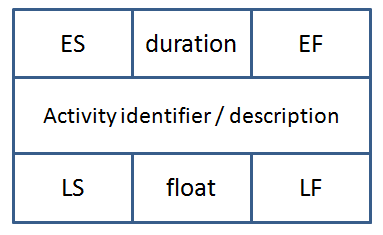 ES duration EF
Activity identifier / description
LS float LF